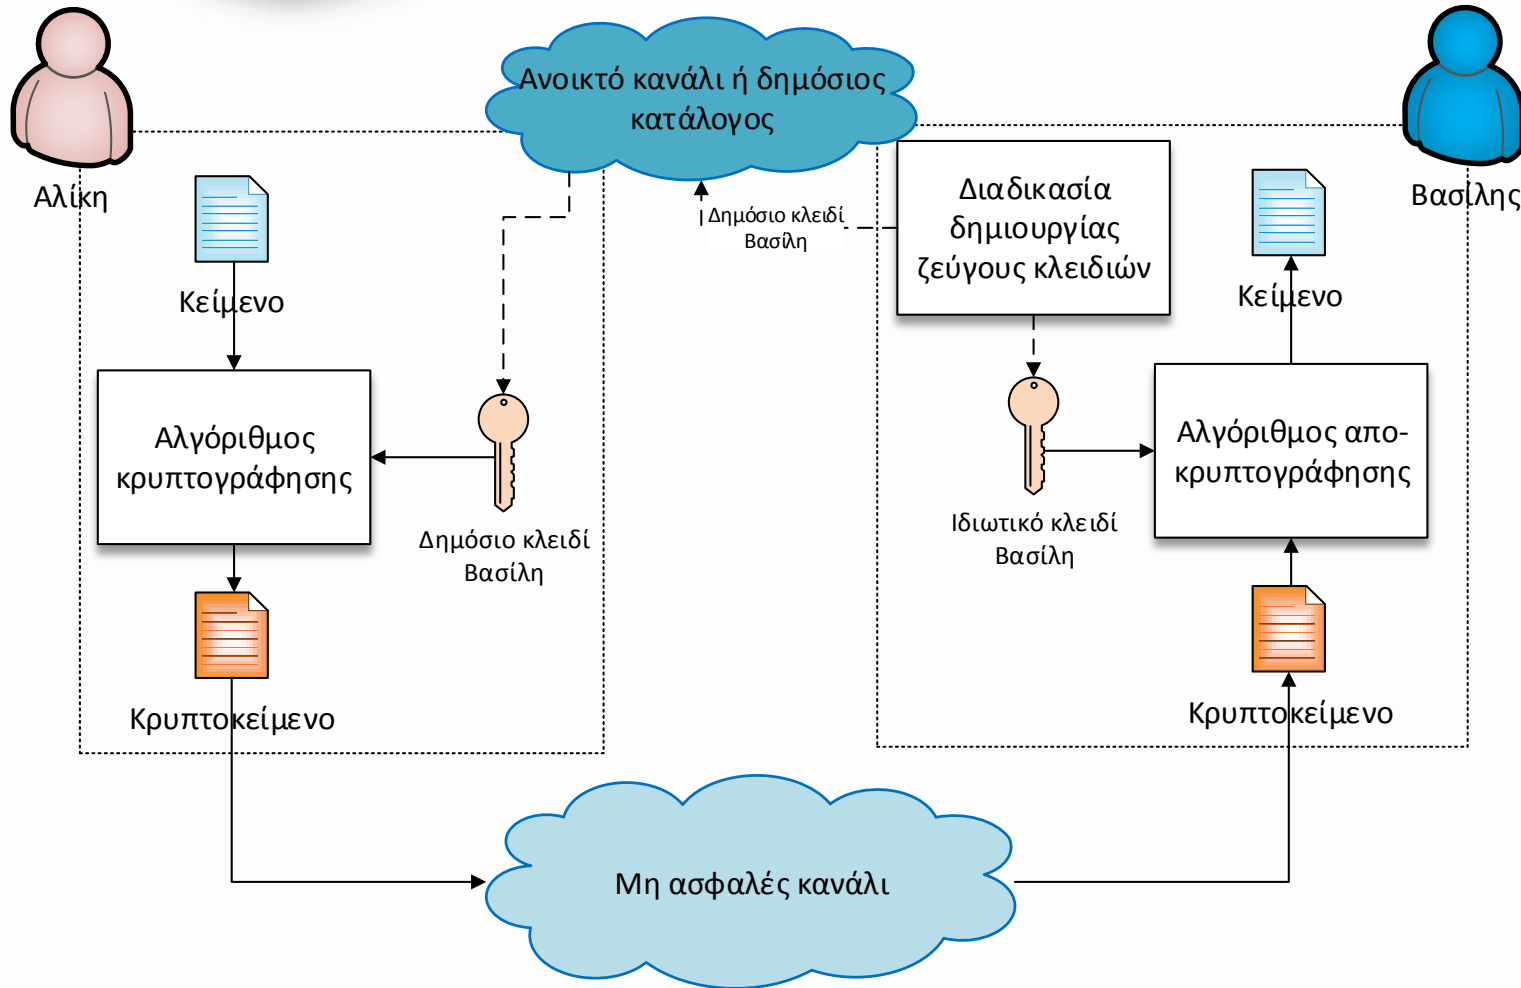 Ανοικτό κανάλι ή δημόσιος
κατάλογος
Αλίκη
Βασίλης
Δημόσιο κλειδί
Βασίλη
Διαδικασία
δημιουργίας
ζεύγους κλειδιών
Κείμενο
Κείμενο
Αλγόριθμος
κρυπτογράφησης
Αλγόριθμος απο-
κρυπτογράφησης
Δημόσιο κλειδί
Βασίλη
Ιδιωτικό κλειδί
Βασίλη
Κρυπτοκείμενο
Κρυπτοκείμενο
Μη ασφαλές κανάλι